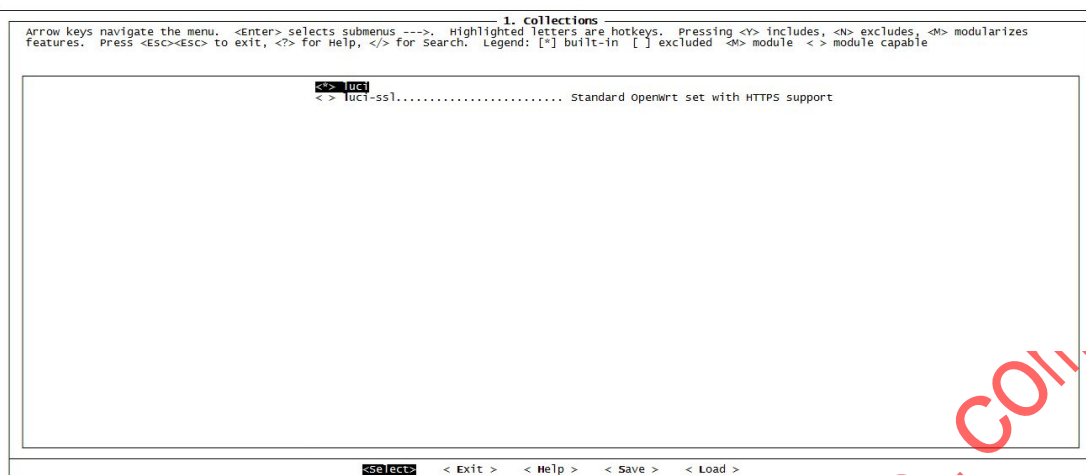 1. Collections
Arrow keys navigate the menu. <Enter> selects submenus --->. Highlighted letters are hotkeys. Pressing <Y> includes, <N> excludes, <M> modularizes
features. Press <Esc><Esc> to exit, <?> for Help, </> for Search. Legend: [*] built-in [ ] excluded <M> module < > module capable
<*> luci
< > luci-ssl......................... Standard OpenWrt set with HTTPS support
<Select> < Exit > < Help > < Save > < Load >